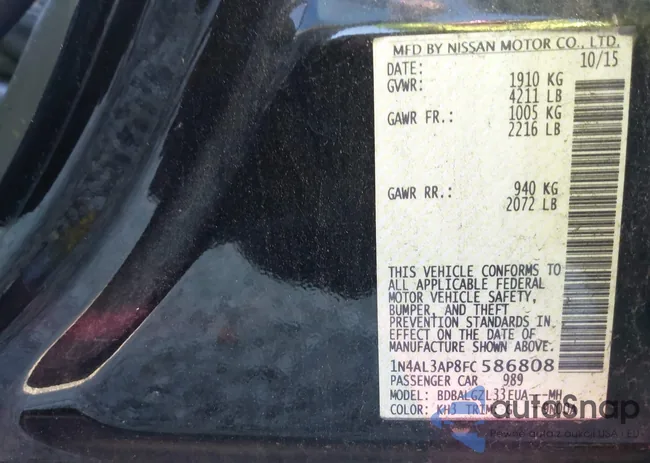 MFD BY NISSAN MOTOR CO., LTD.
DATE: 10/15
GVWR: 1910 KG
4211 LB
GAWR FR.: 1005 KG
2216 LB
GAWR RR.: 940 KG
2072 LB
THIS VEHICLE CONFORMS TO
ALL APPLICABLE FEDERAL
MOTOR VEHICLE SAFETY,
BUMPER, AND THEFT
PREVENTION STANDARDS IN
EFFECT ON THE DATE OF
MANUFACTURE SHOWN ABOVE.
1N4AL3AP8FC586808
PASSENGER CAR 989
MODEL: BDBALGZL33EUA
COLOR: KH3 TRIM: G
autoSnap